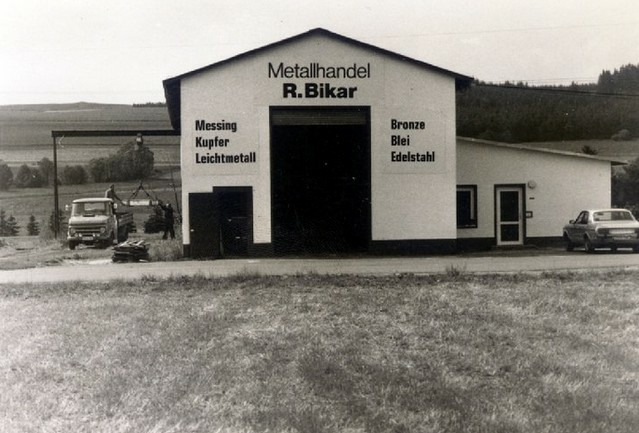 Metallhandel
R. Bikar
Messing
Kupfer
Leichtmetall
Bronze
Blei
Edelstahl